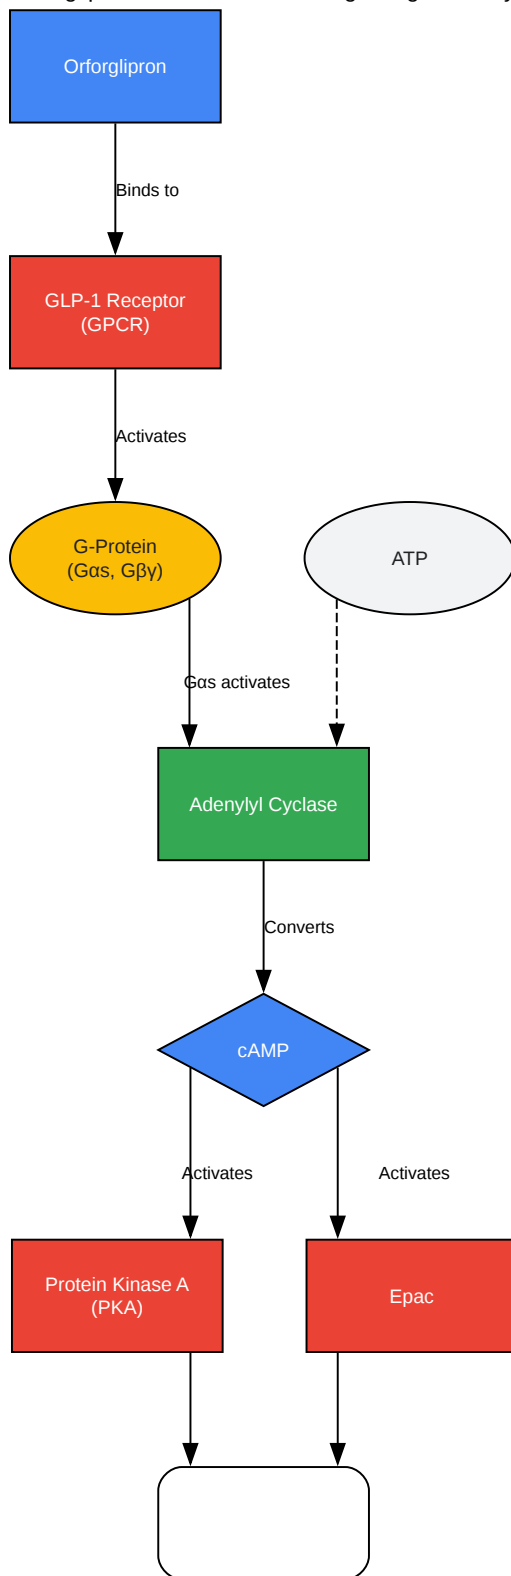 Orforglipron
Binds to
GLP-1 Receptor
(GPCR)
Activates
G-Protein
(Gαs, Gβγ)
ATP
Gαs activates
Adenylyl Cyclase
Converts
cAMP
Activates
Activates
Protein Kinase A
(PKA)
Epac